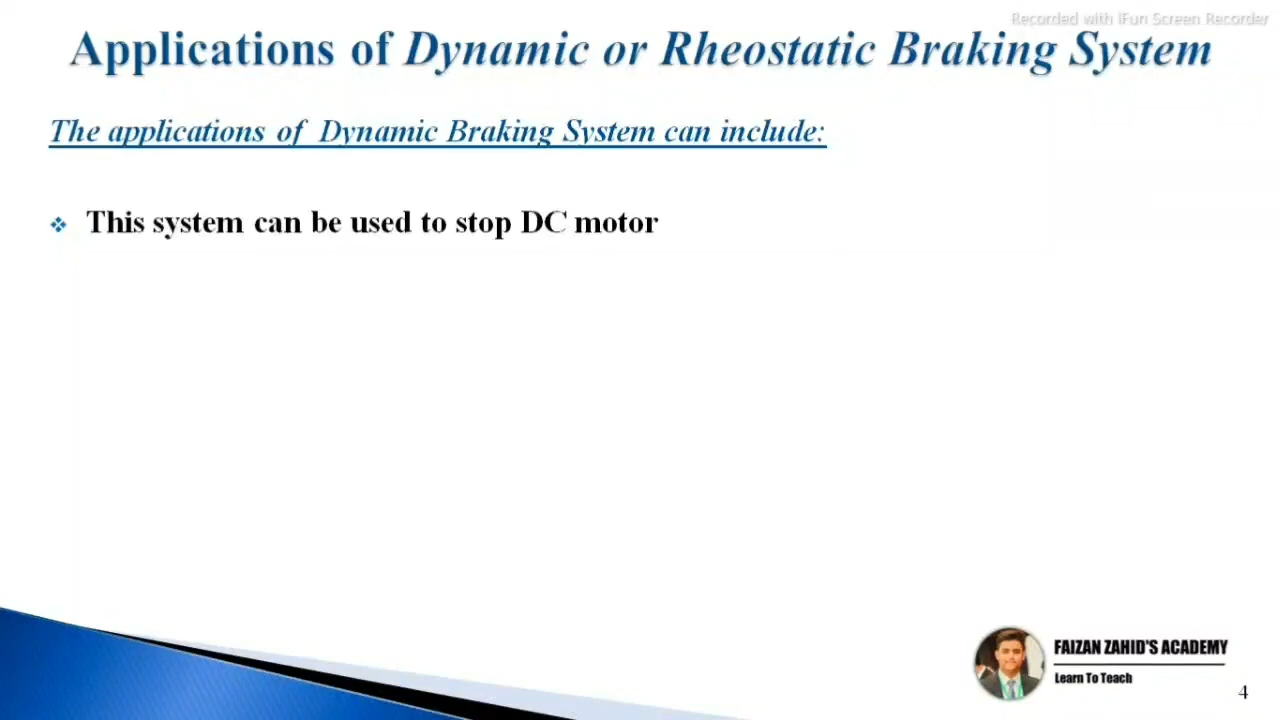 Recorded with iFun Screen Recorder
Applications of Dynamic or Rheostatic Braking System
The applications of Dynamic Braking System can include:
❖ This system can be used to stop DC motor
FAIZAN ZAHID'S ACADEMY
Learn To Teach
4